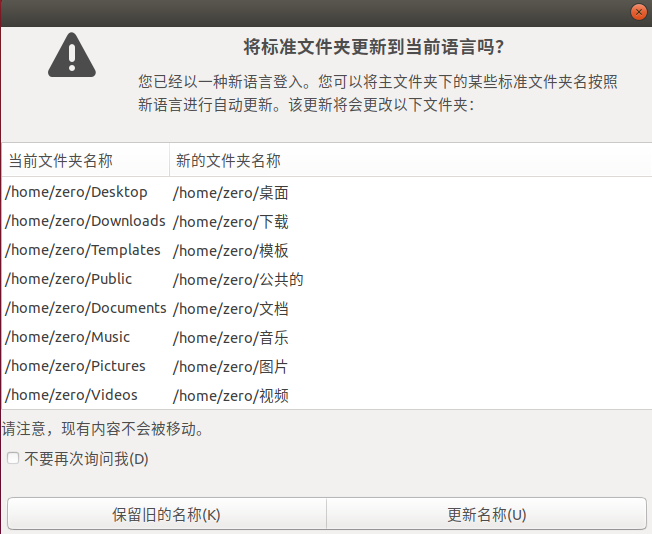 将标准文件夹更新到当前语言吗？
您已经以一种新语言登入。您可以将主文件夹下的某些标准文件夹名按照
新语言进行自动更新。该更新将会更改以下文件夹：
当前文件夹名称 新的文件夹名称
/home/zero/Desktop /home/zero/桌面
/home/zero/Downloads /home/zero/下载
/home/zero/Templates /home/zero/模板
/home/zero/Public /home/zero/公共的
/home/zero/Documents /home/zero/文档
/home/zero/Music /home/zero/音乐
/home/zero/Pictures /home/zero/图片
/home/zero/Videos /home/zero/视频
请注意，现有内容不会被移动。
不要再次询问我(D)
保留旧的名称(K) 更新名称(U)